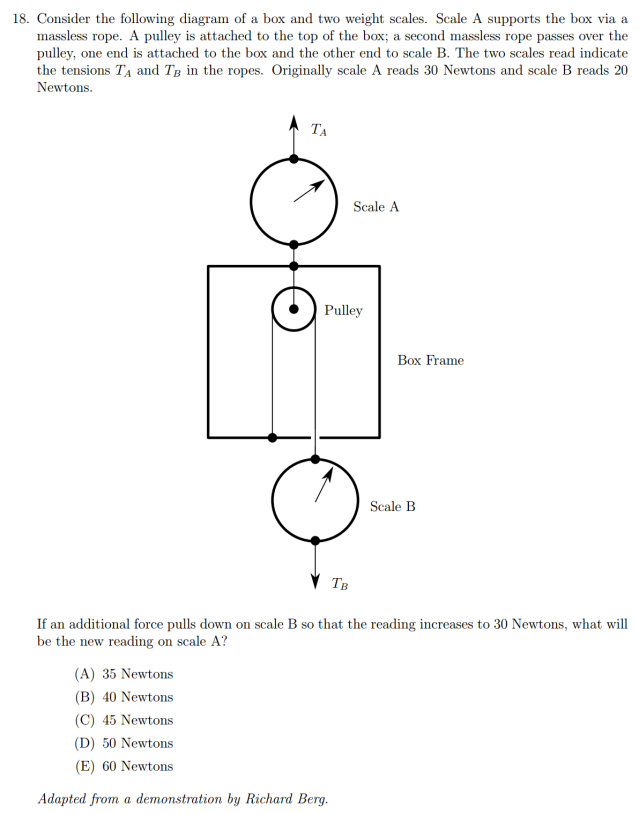 18. Consider the following diagram of a box and two weight scales. Scale A supports the box via a
massless rope. A pulley is attached to the top of the box; a second massless rope passes over the
pulley, one end is attached to the box and the other end to scale B. The two scales read indicate
the tensions T_A and T_B in the ropes. Originally scale A reads 30 Newtons and scale B reads 20
Newtons.
T_A
Scale A
Pulley
Box Frame
Scale B
T_B
If an additional force pulls down on scale B so that the reading increases to 30 Newtons, what will
be the new reading on scale A?
(A) 35 Newtons
(B) 40 Newtons
(C) 45 Newtons
(D) 50 Newtons
(E) 60 Newtons
Adapted from a demonstration by Richard Berg.